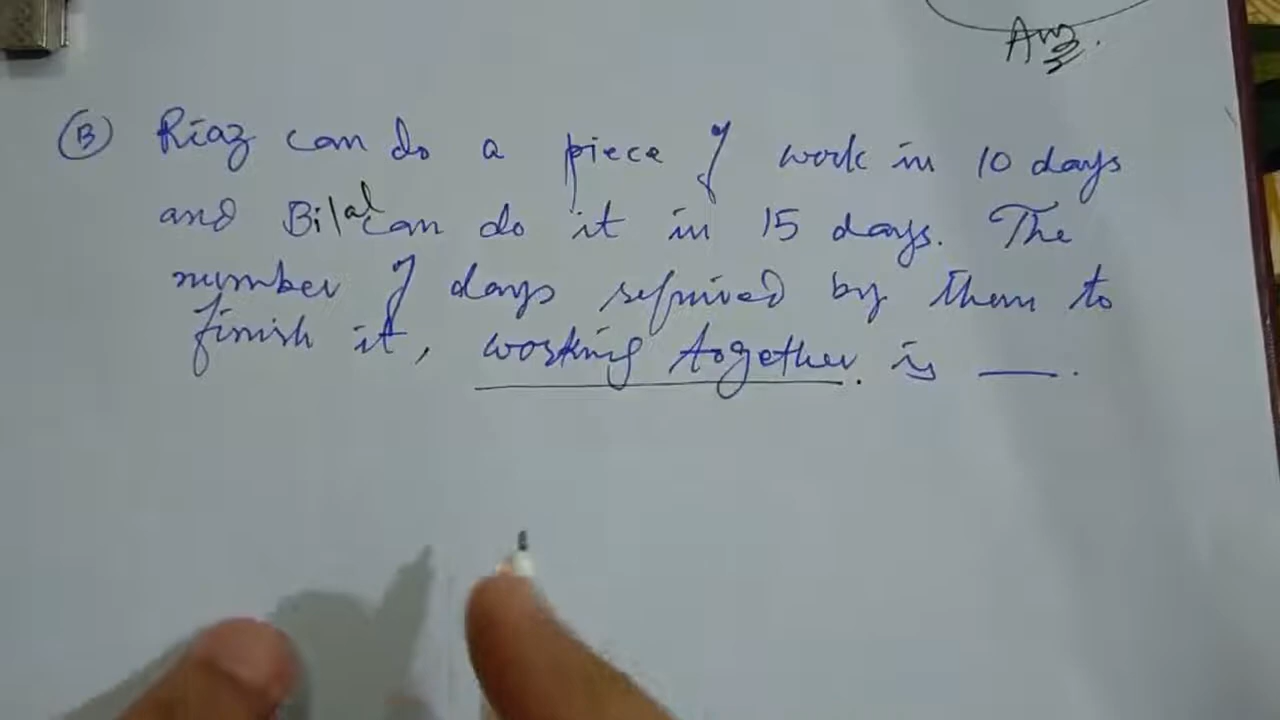 Ans.
(B) Riaz can do a piece of work in 10 days
and Bilal can do it in 15 days. The
number of days required by them to
finish it, working together. is ___.